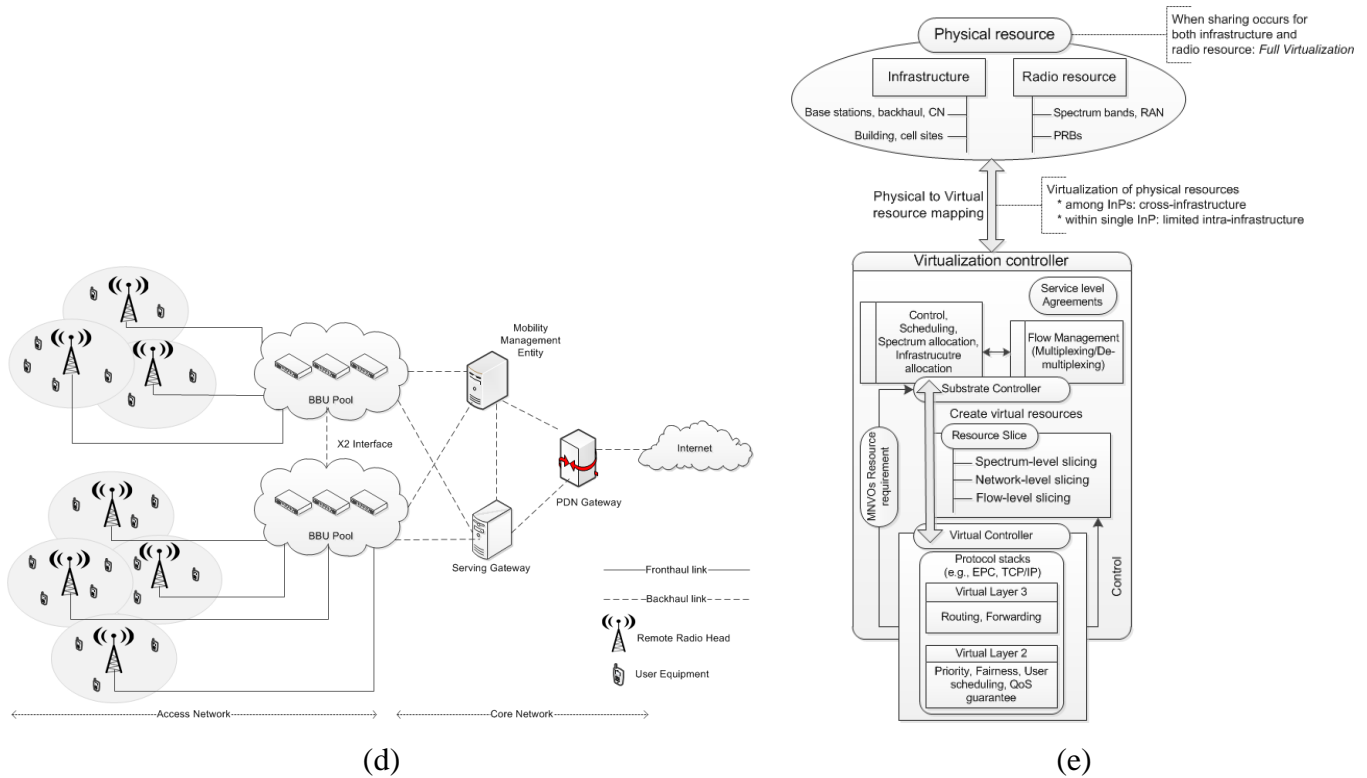 Mobility
Management
Entity
BBU Pool
X2 Interface
Internet
PDN Gateway
BBU Pool
Serving Gateway
Fronthaul link
Backhaul link
Remote Radio Head
User Equipment
Access Network
Core Network
(d)
Physical resource
When sharing occurs for
both infrastructure and
radio resource: Full Virtualization
Infrastructure
Radio resource
Base stations, backhaul, CN
Spectrum bands, RAN
Building, cell sites
PRBs
Physical to Virtual
resource mapping
Virtualization of physical resources
* among InPs: cross-infrastructure
* within single InP: limited intra-infrastructure
Virtualization controller
Service level
Agreements
Control,
Scheduling,
Spectrum allocation,
Infrastrucutre
allocation
Flow Management
(Multiplexing/De-
multiplexing)
Substrate Controller
Create virtual resources
Resource Slice
MNVOs Resource
requirement
Spectrum-level slicing
Network-level slicing
Flow-level slicing
Virtual Controller
Protocol stacks
(e.g., EPC, TCP/IP)
Virtual Layer 3
Routing, Forwarding
Control
Virtual Layer 2
Priority, Fairness, User
scheduling, QoS
guarantee
(e)